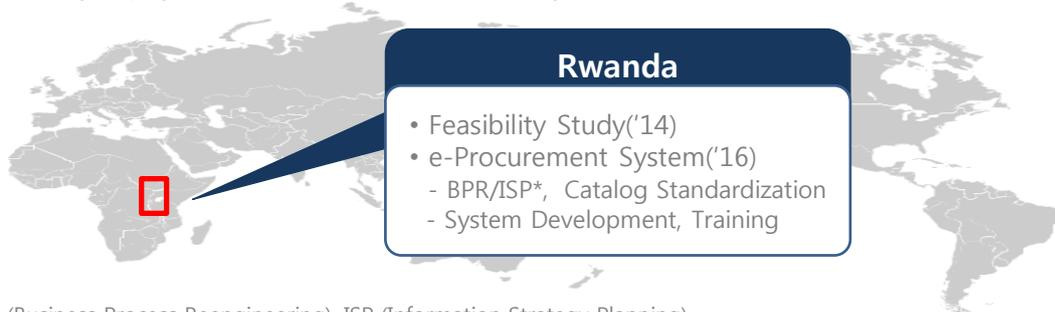 Rwanda
• Feasibility Study('14)
• e-Procurement System('16)
- BPR/ISP*, Catalog Standardization
- System Development, Training
(Business Process Reengineering), ISP (Information Strategy Planning)